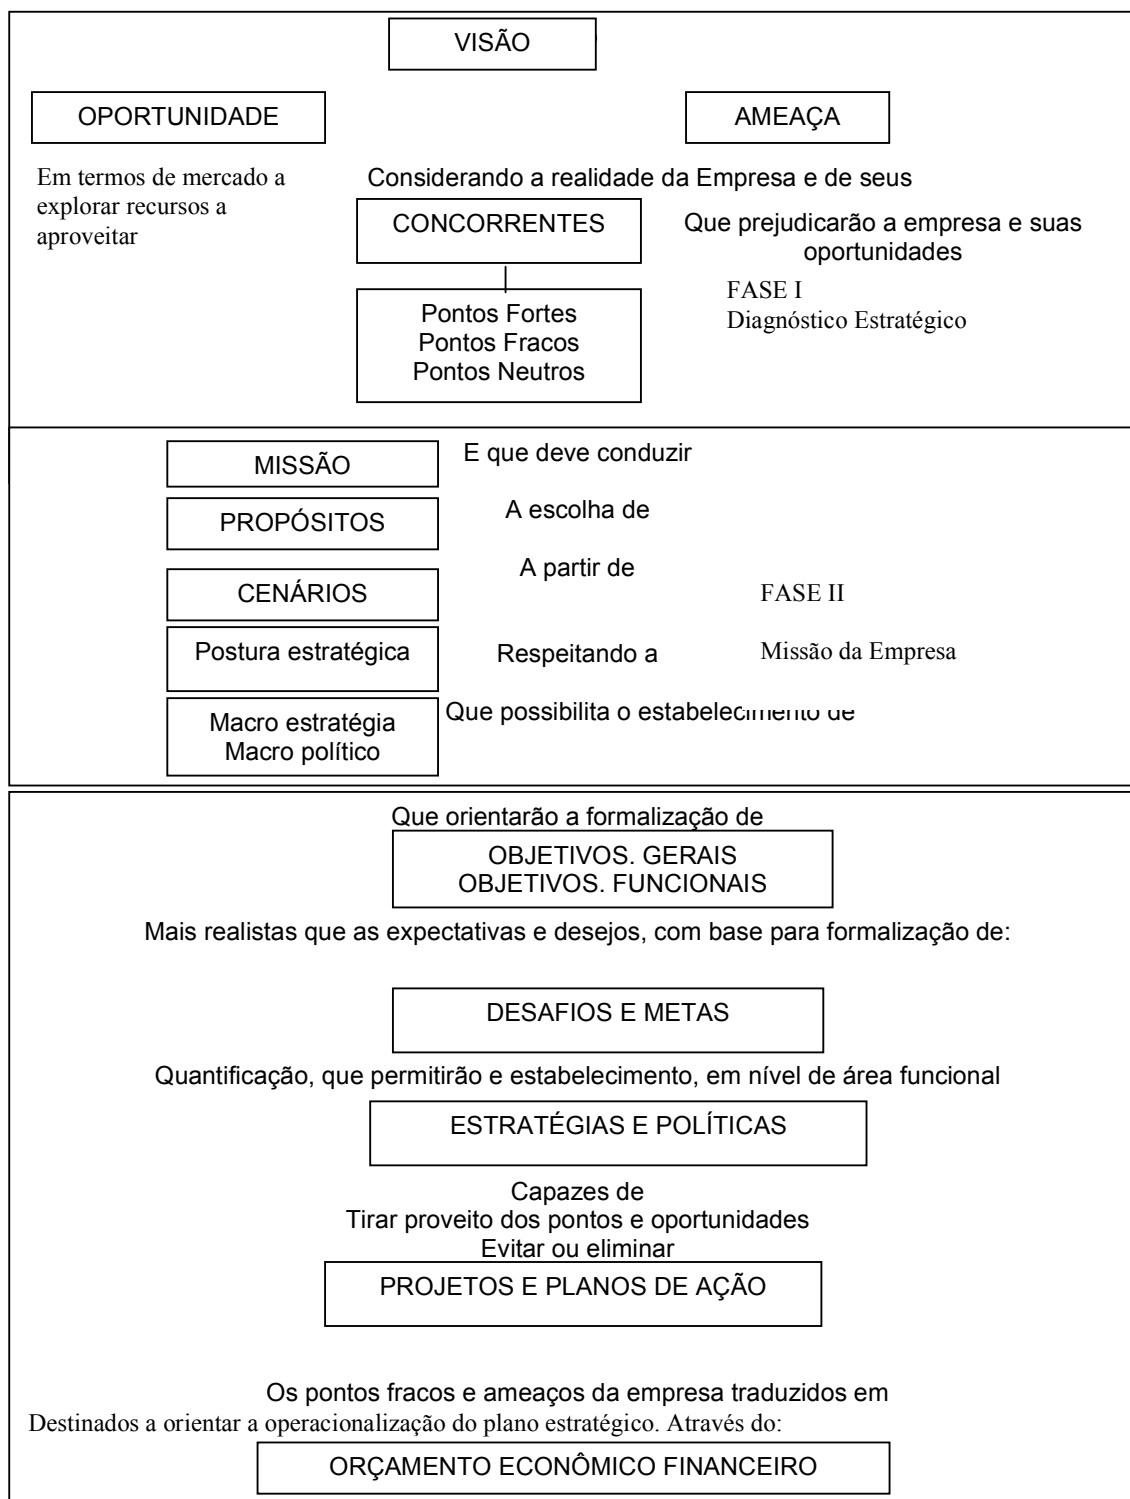 VISÃO
OPORTUNIDADE
AMEAÇA
Em termos de mercado a
explorar recursos a
aproveitar
Considerando a realidade da Empresa e de seus
CONCORRENTES
Que prejudicarão a empresa e suas
oportunidades
Pontos Fortes
Pontos Fracos
Pontos Neutros
FASE I
Diagnóstico Estratégico
MISSÃO
E que deve conduzir
PROPÓSITOS
A escolha de
A partir de
CENÁRIOS
FASE II
Postura estratégica
Respeitando a
Missão da Empresa
Macro estratégia
Macro político
Que possibilita o estabelecimento de
Que orientarão a formalização de
OBJETIVOS. GERAIS
OBJETIVOS. FUNCIONAIS
Mais realistas que as expectativas e desejos, com base para formalização de:
DESAFIOS E METAS
Quantificação, que permitirão e estabelecimento, em nível de área funcional
ESTRATÉGIAS E POLÍTICAS
Capazes de
Tirar proveito dos pontos e oportunidades
Evitar ou eliminar
PROJETOS E PLANOS DE AÇÃO
Os pontos fracos e ameaços da empresa traduzidos em
Destinados a orientar a operacionalização do plano estratégico. Através do:
ORÇAMENTO ECONÔMICO FINANCEIRO